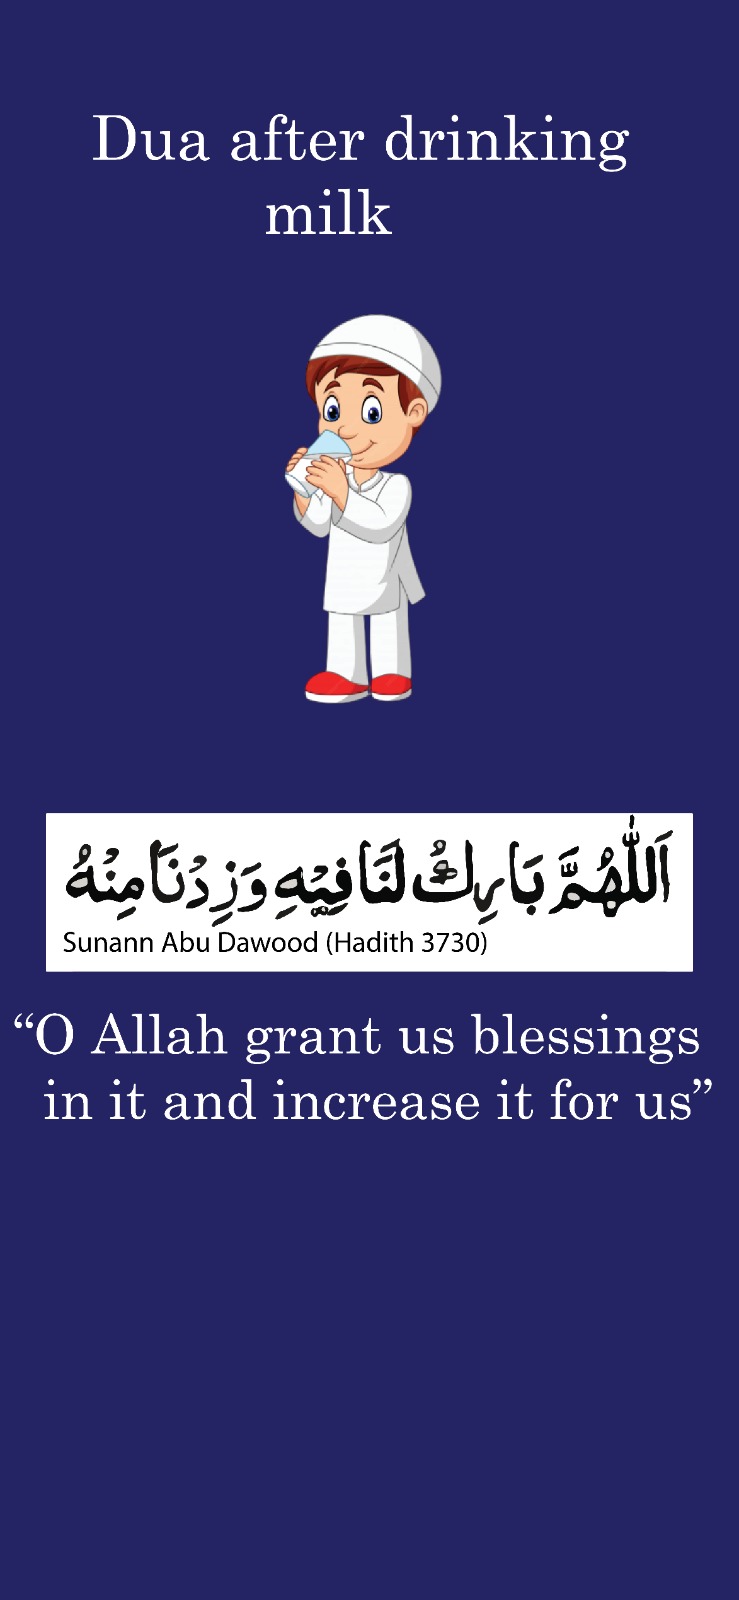 Dua after drinking
milk
اَللّٰهُمَّ بَارِكْ لَنَا فِيْهِ وَزِدْنَا مِنْهُ
Sunann Abu Dawood (Hadith 3730)
“O Allah grant us blessings
in it and increase it for us”